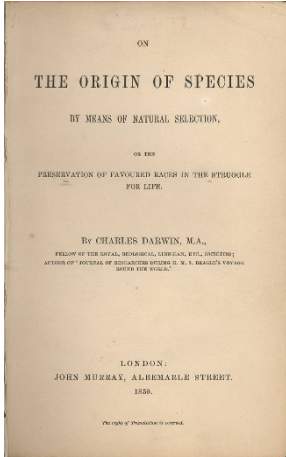 ON
THE ORIGIN OF SPECIES
BY MEANS OF NATURAL SELECTION,
OR THE
PRESERVATION OF FAVOURED RACES IN THE STRUGGLE
FOR LIFE.
BY CHARLES DARWIN, M.A.,
FELLOW OF THE ROYAL, GEOLOGICAL, LINNÆAN, ETC., SOCIETIES;
AUTHOR OF 'JOURNAL OF RESEARCHES DURING H. M. S. BEAGLE'S VOYAGE
ROUND THE WORLD.'
LONDON:
JOHN MURRAY, ALBEMARLE STREET.
1859.
The right of Translation is reserved.